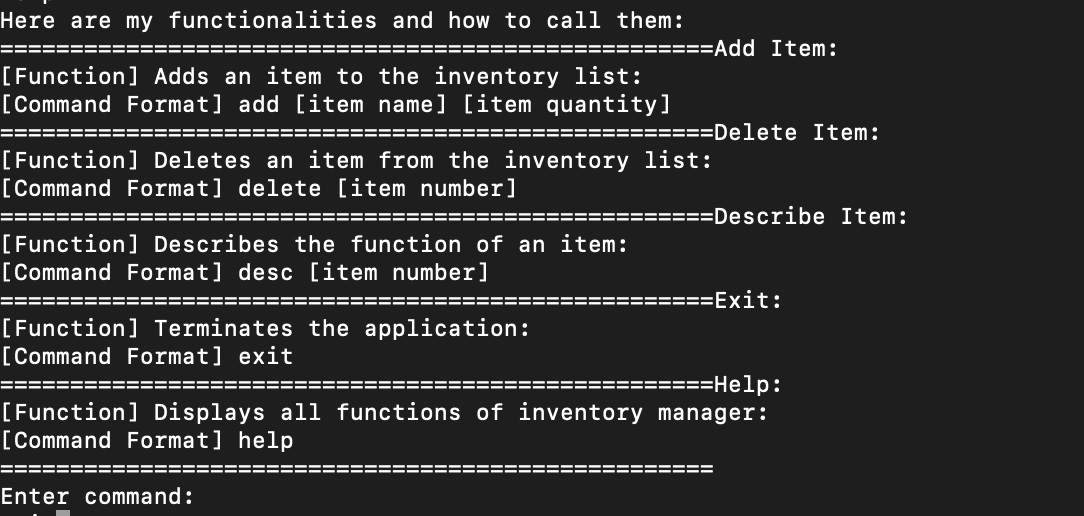 Here are my functionalities and how to call them:
===================================================Add Item:
[Function] Adds an item to the inventory list:
[Command Format] add [item name] [item quantity]
===================================================Delete Item:
[Function] Deletes an item from the inventory list:
[Command Format] delete [item number]
===================================================Describe Item:
[Function] Describes the function of an item:
[Command Format] desc [item number]
===================================================Exit:
[Function] Terminates the application:
[Command Format] exit
===================================================Help:
[Function] Displays all functions of inventory manager:
[Command Format] help
===================================================
Enter command: